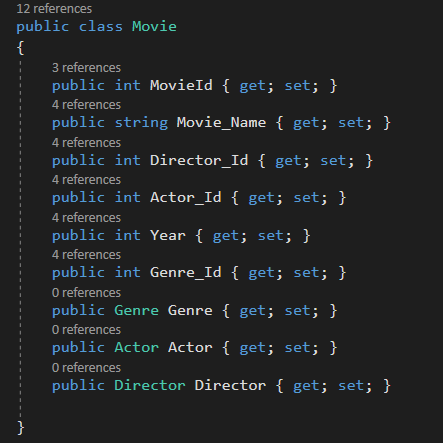 12 references
public class Movie
{
3 references
public int MovieId { get; set; }
4 references
public string Movie_Name { get; set; }
4 references
public int Director_Id { get; set; }
4 references
public int Actor_Id { get; set; }
4 references
public int Year { get; set; }
4 references
public int Genre_Id { get; set; }
0 references
public Genre Genre { get; set; }
0 references
public Actor Actor { get; set; }
0 references
public Director Director { get; set; }
}